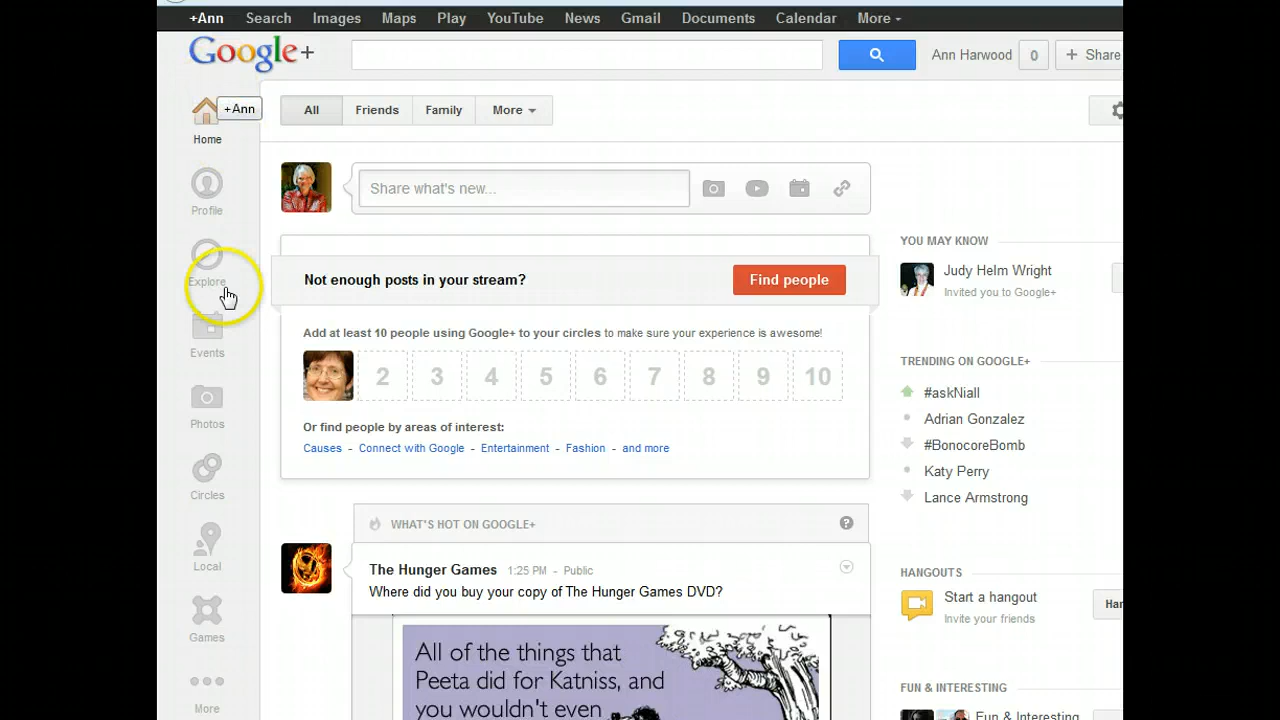 +Ann Search Images Maps Play YouTube News Gmail Documents Calendar More
Google+
Ann Harwood 0 + Share
+Ann
Home
All Friends Family More
Profile
Share what's new...
Explore
Not enough posts in your stream? Find people
Add at least 10 people using Google+ to your circles to make sure your experience is awesome!
2 3 4 5 6 7 8 9 10
Or find people by areas of interest:
Causes - Connect with Google - Entertainment - Fashion - and more
Events
Photos
Circles
Local
Games
More
WHAT'S HOT ON GOOGLE+ ?
The Hunger Games 1:25 PM - Public
Where did you buy your copy of The Hunger Games DVD?
All of the things that
Peeta did for Katniss, and
you wouldn't even
YOU MAY KNOW
Judy Helm Wright
Invited you to Google+
TRENDING ON GOOGLE+
#askNiall
Adrian Gonzalez
#BonocoreBomb
Katy Perry
Lance Armstrong
HANGOUTS
Start a hangout
Invite your friends
FUN & INTERESTING
Fun & Interesting